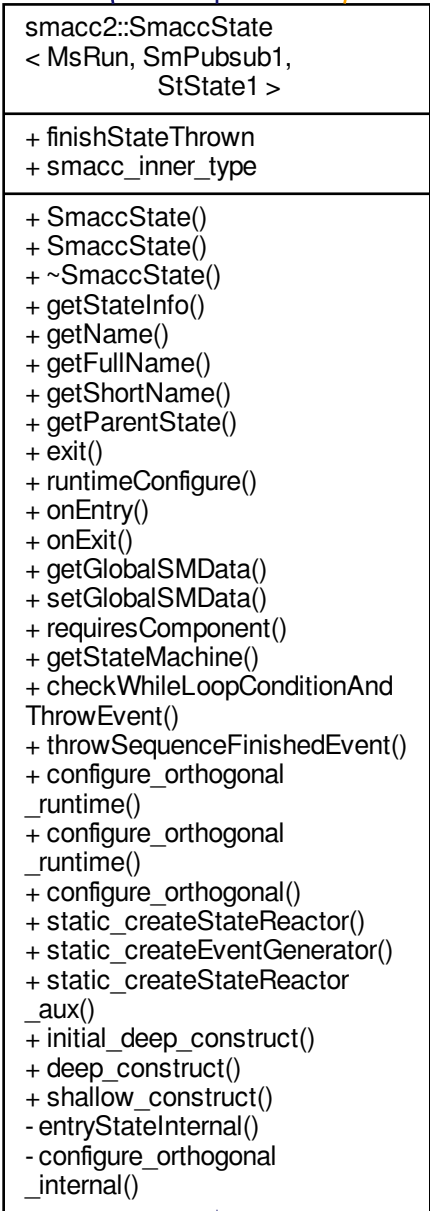 smacc2::SmaccState
< MsRun, SmPubsub1,
StState1 >
+ finishStateThrown
+ smacc_inner_type
+ SmaccState()
+ SmaccState()
+ ~SmaccState()
+ getStateInfo()
+ getName()
+ getFullName()
+ getShortName()
+ getParentState()
+ exit()
+ runtimeConfigure()
+ onEntry()
+ onExit()
+ getGlobalSMData()
+ setGlobalSMData()
+ requiresComponent()
+ getStateMachine()
+ checkWhileLoopConditionAnd
ThrowEvent()
+ throwSequenceFinishedEvent()
+ configure_orthogonal
_runtime()
+ configure_orthogonal
_runtime()
+ configure_orthogonal()
+ static_createStateReactor()
+ static_createEventGenerator()
+ static_createStateReactor
_aux()
+ initial_deep_construct()
+ deep_construct()
+ shallow_construct()
- entryStateInternal()
- configure_orthogonal
_internal()